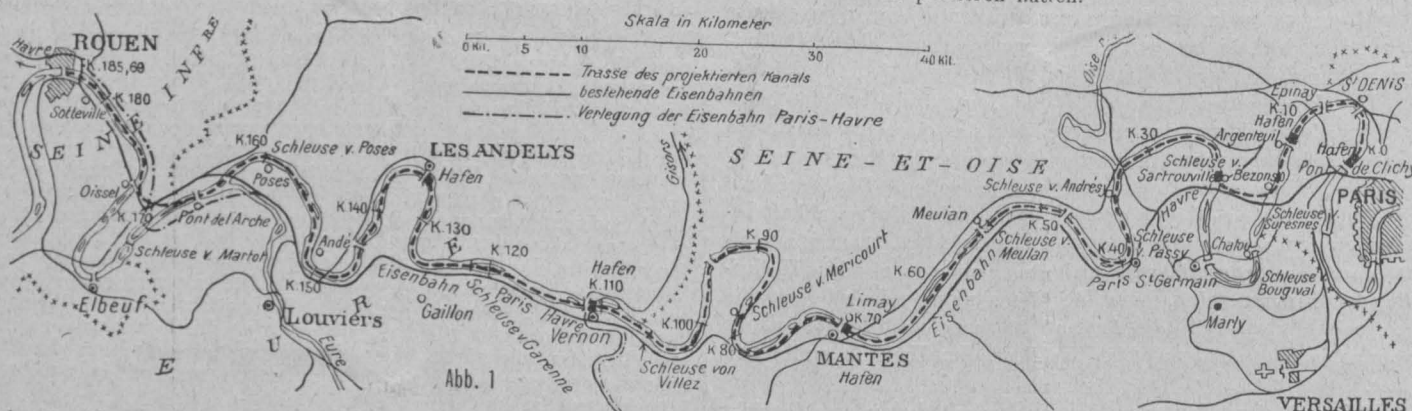 Skala in Kilometer
0 Kil. 5 10 20 30 40 Kil.
Trasse des projektierten Kanals
bestehende Eisenbahnen
Verlegung der Eisenbahn Paris-Havre
Havre
ROUEN
K.185,60
Sotteville
K.180
SEINE INFRE
Oissel
K.170
Pont del Arche
Schleuse v. Martot
Elbeuf
K.160
Schleuse v. Poses
Poses
LES ANDELYS
Hafen
K.140
K.130
Andé
K.150
Louviers
Eure
EURE
Eisenbahn
Gaillon
K.120
Paris
Havre
Schleuse v Garenne
Hafen
K.110
Vernon
Gisors
K.100
Schleuse von
Villez
K.90
K 80
Schleuse v. Mericourt
Limay
K.70
MANTES
Hafen
K.60
Eisenbahn
SEINE-ET-OISE
Meulan
Schleuse v.
Meulan
K.50
Schleuse v. Andrésy
K.40
Oise
K.30
Schleuse v.
Sartrouville
Bezons
Argenteuil
Hafen
K.10
Epinay
St DENIS
Hafen
K 0
Pont de Clichy
PARIS
Schleuse v.
Suresnes
Havre
Schleuse
v. Passy
Chatou
Paris
St Germain
Schleuse v.
Bougival
Marly
VERSAILLES
Abb. 1